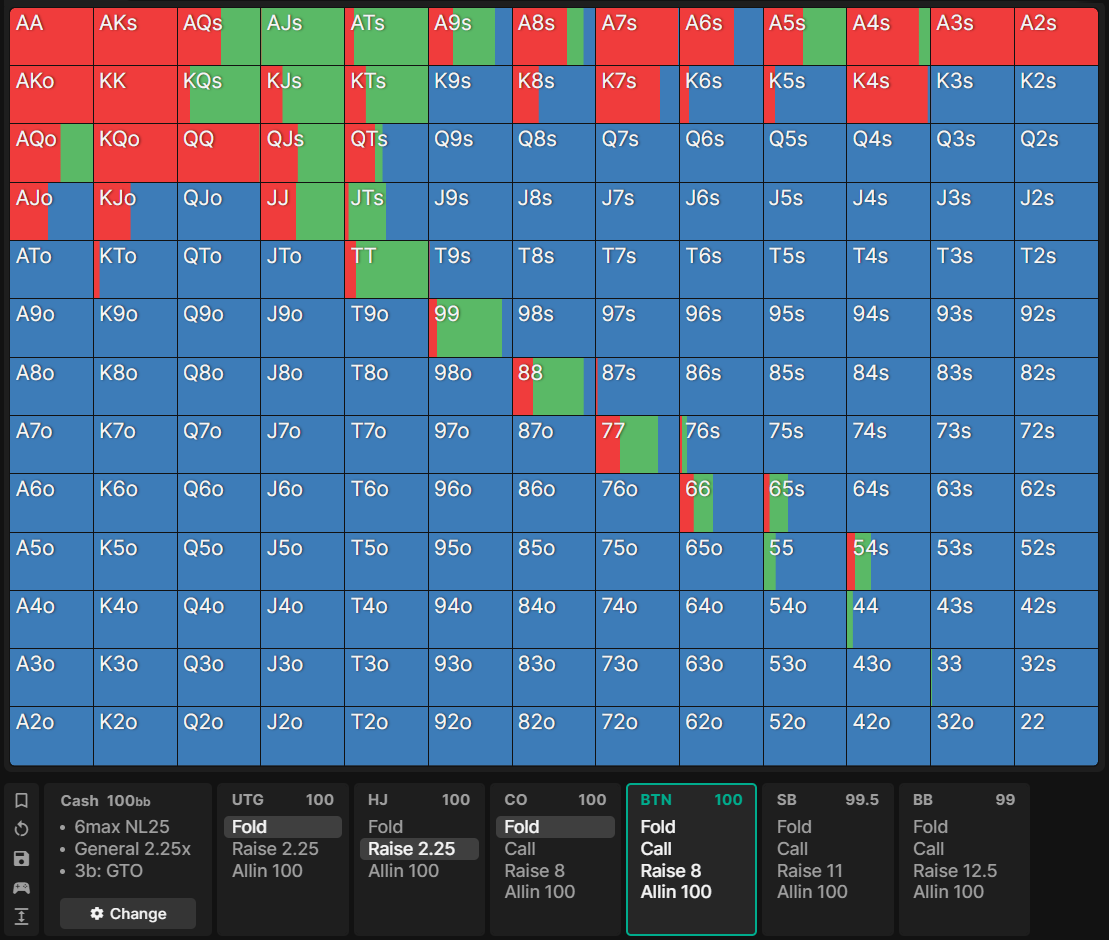 AA AKs AQs AJs ATs A9s A8s A7s A6s A5s A4s A3s A2s
AKo KK KQs KJs KTs K9s K8s K7s K6s K5s K4s K3s K2s
AQo KQo QQ QJs QTs Q9s Q8s Q7s Q6s Q5s Q4s Q3s Q2s
AJo KJo QJo JJ JTs J9s J8s J7s J6s J5s J4s J3s J2s
ATo KTo QTo JTo TT T9s T8s T7s T6s T5s T4s T3s T2s
A9o K9o Q9o J9o T9o 99 98s 97s 96s 95s 94s 93s 92s
A8o K8o Q8o J8o T8o 98o 88 87s 86s 85s 84s 83s 82s
A7o K7o Q7o J7o T7o 97o 87o 77 76s 75s 74s 73s 72s
A6o K6o Q6o J6o T6o 96o 86o 76o 66 65s 64s 63s 62s
A5o K5o Q5o J5o T5o 95o 85o 75o 65o 55 54s 53s 52s
A4o K4o Q4o J4o T4o 94o 84o 74o 64o 54o 44 43s 42s
A3o K3o Q3o J3o T3o 93o 83o 73o 63o 53o 43o 33 32s
A2o K2o Q2o J2o T2o 92o 82o 72o 62o 52o 42o 32o 22
Cash 100bb
• 6max NL25
• General 2.25x
• 3b: GTO
Change
UTG 100
Fold
Raise 2.25
Allin 100
HJ 100
Fold
Raise 2.25
Allin 100
CO 100
Fold
Call
Raise 8
Allin 100
BTN 100
Fold
Call
Raise 8
Allin 100
SB 99.5
Fold
Call
Raise 11
Allin 100
BB 99
Fold
Call
Raise 12.5
Allin 100